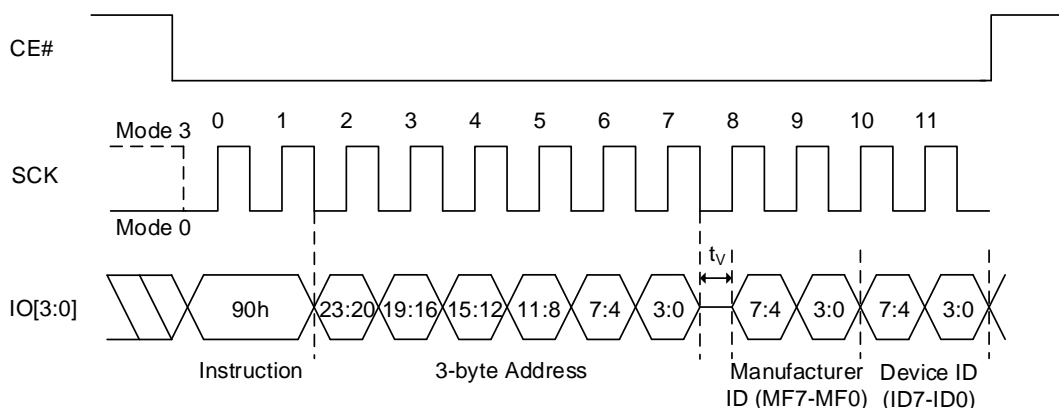 CE#
0 1 2 3 4 5 6 7 8 9 10 11
Mode 3
SCK
Mode 0
tV
IO[3:0] 90h 23:20 19:16 15:12 11:8 7:4 3:0 7:4 3:0 7:4 3:0
Instruction 3-byte Address Manufacturer Device ID
ID (MF7-MF0) (ID7-ID0)